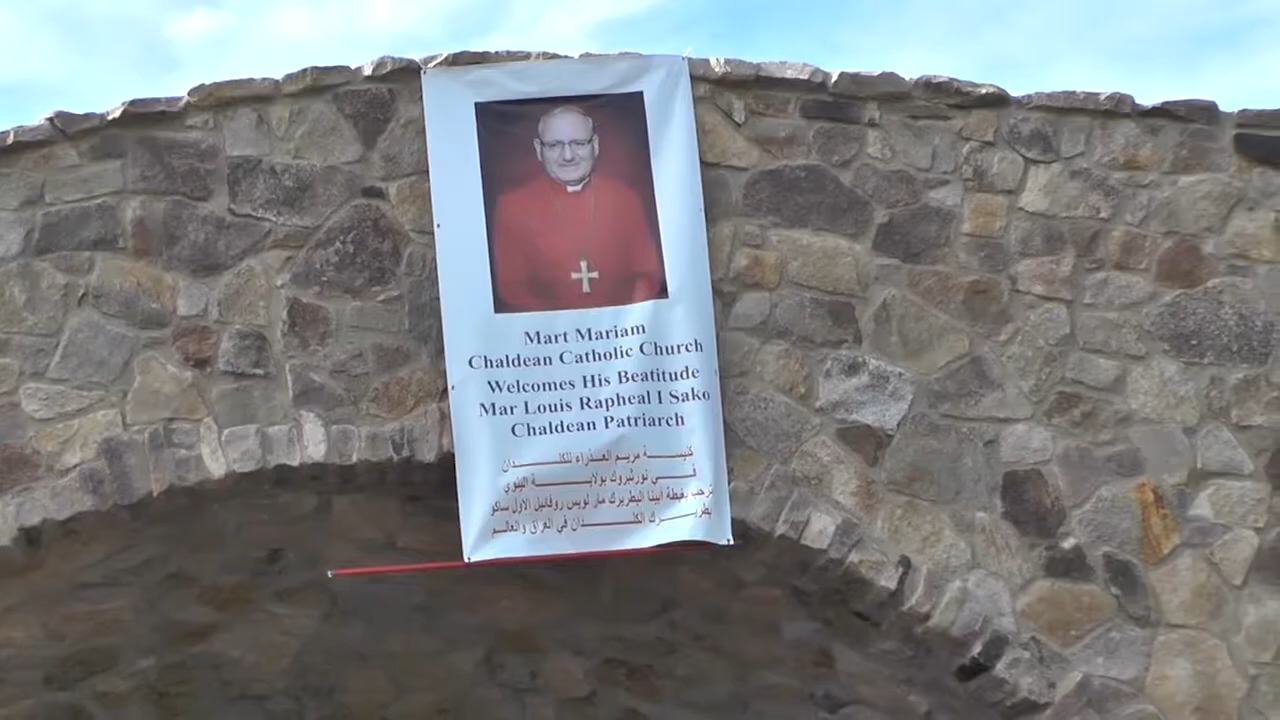 Mart Mariam
Chaldean Catholic Church
Welcomes His Beatitude
Mar Louis Rapheal I Sako
Chaldean Patriarch
كنيسة مريم العذراء للكلدان
في نورثبروك بولاية الينوي
ترحب بغبطة أبينا البطريرك مار لويس روفائيل الاول ساكو
بطريرك الكلدان في العراق والعالم